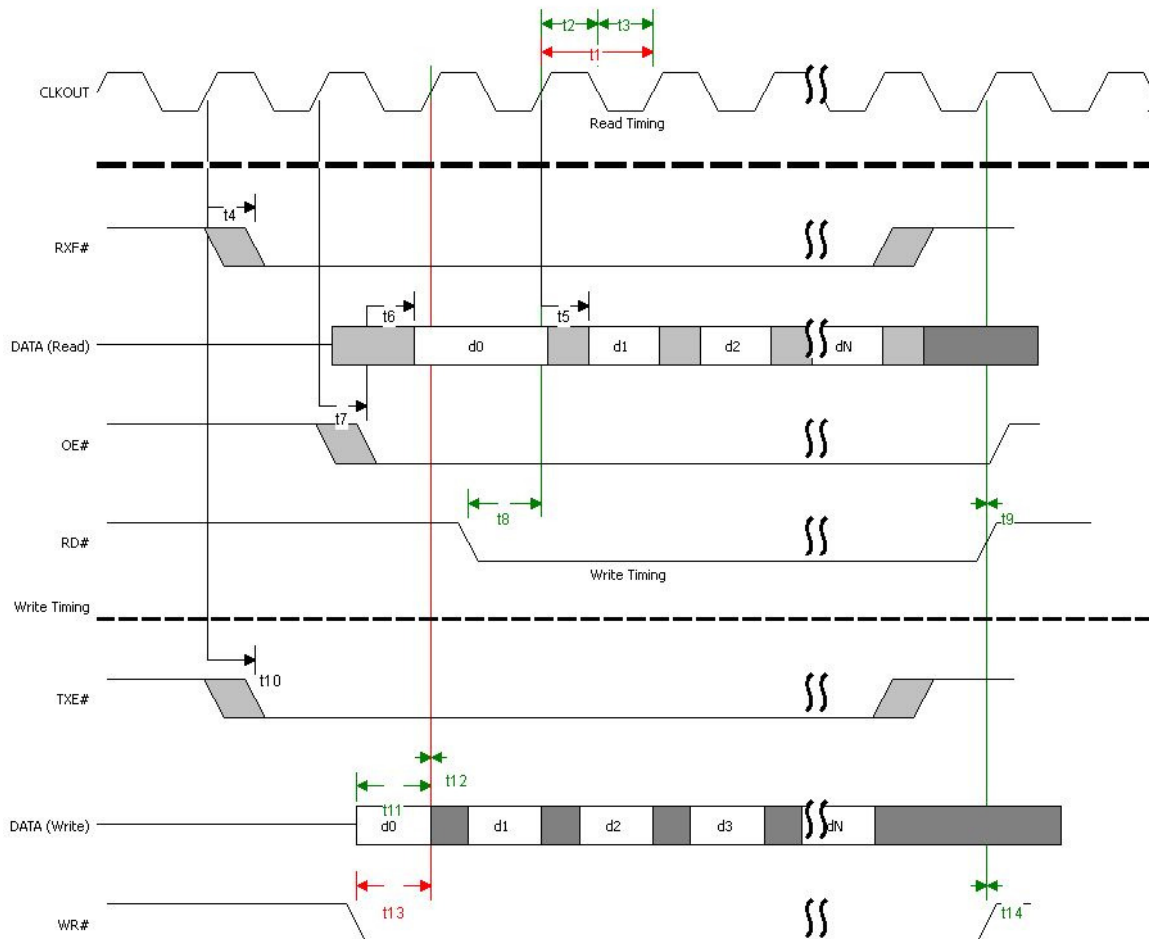 t2 t3
t1
CLKOUT
Read Timing
t4
RXF#
t6 t5
DATA (Read) d0 d1 d2 dN
t7
OE#
t8 t9
RD#
Write Timing
Write Timing
t10
TXE#
t12
t11
DATA (Write) d0 d1 d2 d3 dN
t13 t14
WR#